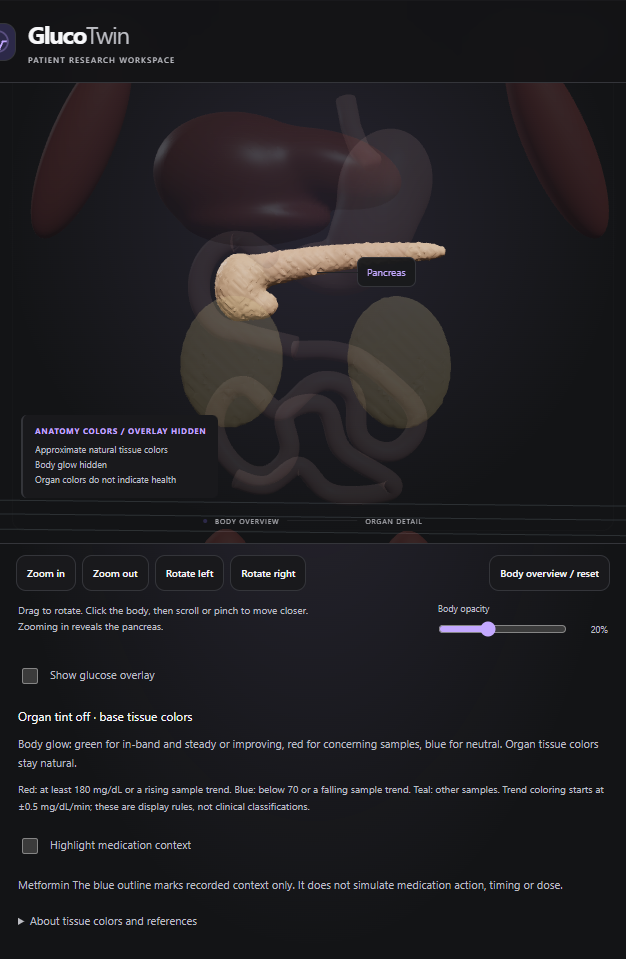 GlucoTwin
PATIENT RESEARCH WORKSPACE
Pancreas
ANATOMY COLORS / OVERLAY HIDDEN
Approximate natural tissue colors
Body glow hidden
Organ colors do not indicate health
BODY OVERVIEW
ORGAN DETAIL
Zoom in
Zoom out
Rotate left
Rotate right
Body overview / reset
Drag to rotate. Click the body, then scroll or pinch to move closer.
Zooming in reveals the pancreas.
Body opacity
20%
Show glucose overlay
Organ tint off · base tissue colors
Body glow: green for in-band and steady or improving, red for concerning samples, blue for neutral. Organ tissue colors
stay natural.
Red: at least 180 mg/dL or a rising sample trend. Blue: below 70 or a falling sample trend. Teal: other samples. Trend coloring starts at
±0.5 mg/dL/min; these are display rules, not clinical classifications.
Highlight medication context
Metformin The blue outline marks recorded context only. It does not simulate medication action, timing or dose.
About tissue colors and references